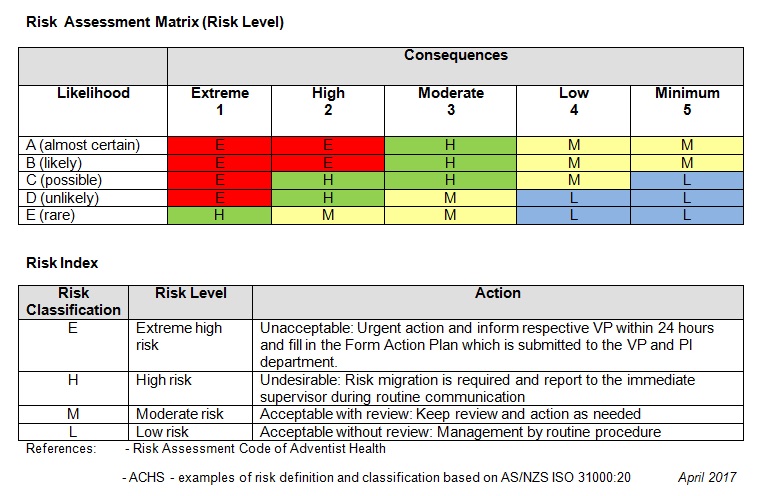 Risk Assessment Matrix (Risk Level)
Consequences
Likelihood Extreme High Moderate Low Minimum
1 2 3 4 5
A (almost certain) E E H M M
B (likely) E E H M M
C (possible) E H H M L
D (unlikely) E H M L L
E (rare) H M M L L
Risk Index
Risk Risk Level Action
Classification
E Extreme high Unacceptable: Urgent action and inform respective VP within 24 hours
risk and fill in the Form Action Plan which is submitted to the VP and PI
department.
H High risk Undesirable: Risk migration is required and report to the immediate
supervisor during routine communication
M Moderate risk Acceptable with review: Keep review and action as needed
L Low risk Acceptable without review: Management by routine procedure
References: - Risk Assessment Code of Adventist Health
- ACHS - examples of risk definition and classification based on AS/NZS ISO 31000:20 April 2017